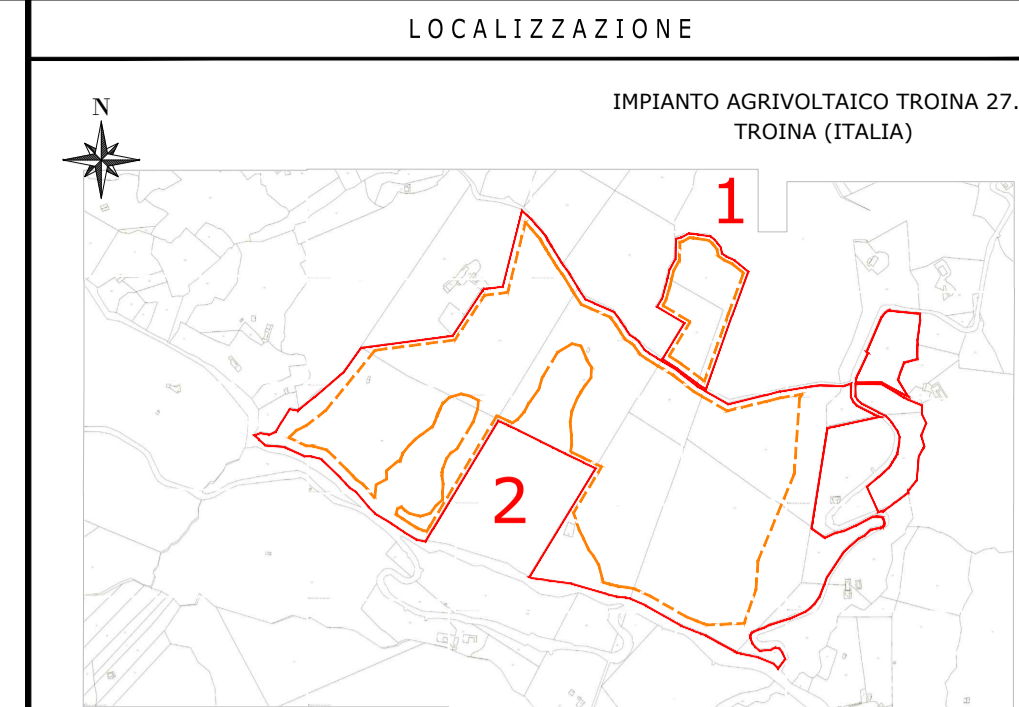 LOCALIZZAZIONE
N
IMPIANTO AGRIVOLTAICO TROINA 27.
TROINA (ITALIA)
1
2